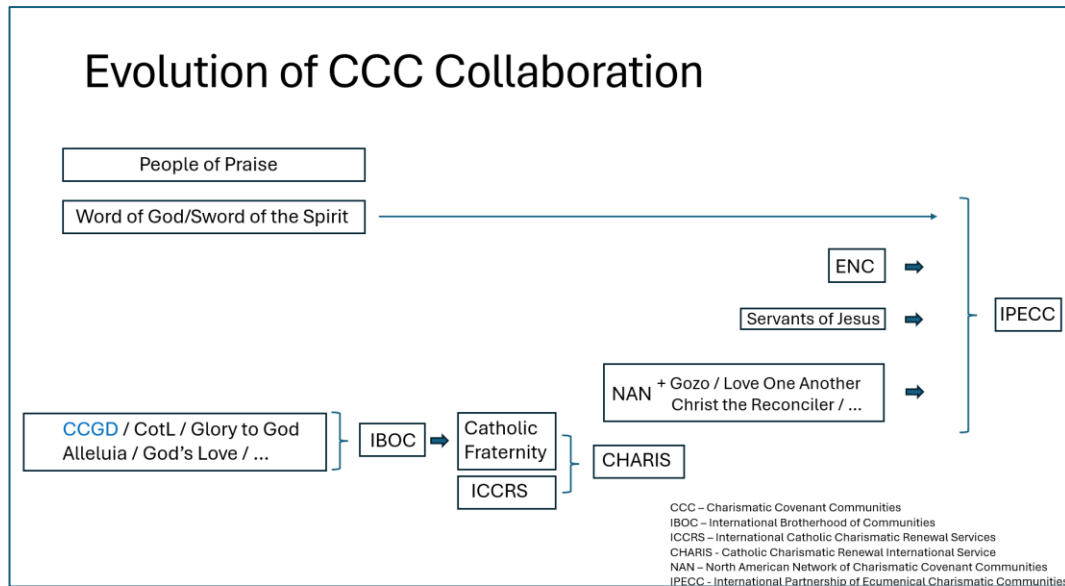 Evolution of CCC Collaboration
People of Praise
Word of God/Sword of the Spirit
ENC
Servants of Jesus
IPECC
NAN + Gozo / Love One Another
Christ the Reconciler / ...
CCGD / CotL / Glory to God
Alleluia / God's Love / ...
IBOC
Catholic
Fraternity
ICCRS
CHARIS
CCC – Charismatic Covenant Communities
IBOC – International Brotherhood of Communities
ICCRS – International Catholic Charismatic Renewal Services
CHARIS - Catholic Charismatic Renewal International Service
NAN – North American Network of Charismatic Covenant Communities
IPECC - International Partnership of Ecumenical Charismatic Communities